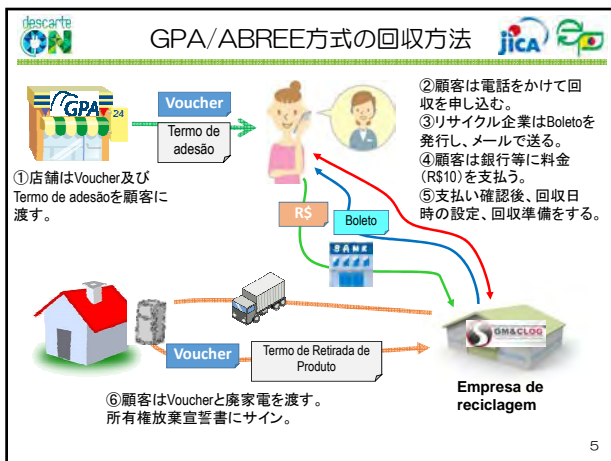 descarte
ON
GPA/ABREE方式の回収方法
jica
GPA
24
Voucher
Termo de
adesão
①店舗はVoucher及び
Termo de adesãoを顧客に
渡す。
②顧客は電話をかけて回
収を申し込む。
③リサイクル企業はBoletoを
発行し、メールで送る。
④顧客は銀行等に料金
(R$10)を支払う。
⑤支払い確認後、回収日
時の設定、回収準備をする。
R$
Boleto
BANK
Voucher
Termo de Retirada de
Produto
GM&CLOG
Empresa de
reciclagem
⑥顧客はVoucherと廃家電を渡す。
所有権放棄宣誓書にサイン。
5